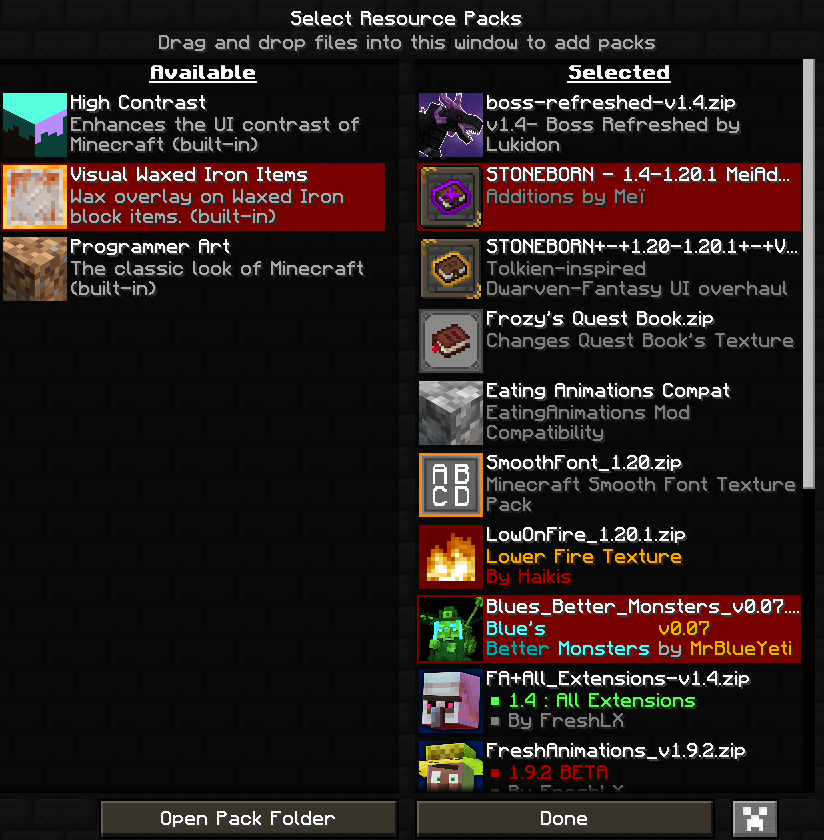 Select Resource Packs
Drag and drop files into this window to add packs
Available
High Contrast
Enhances the UI contrast of
Minecraft (built-in)
Visual Waxed Iron Items
Wax overlay on Waxed Iron
block items. (built-in)
Programmer Art
The classic look of Minecraft
(built-in)
Selected
boss-refreshed-v1.4.zip
v1.4- Boss Refreshed by
Lukidon
STONEBORN - 1.4-1.20.1 MeiAd...
Additions by Meï
STONEBORN+-+1.20-1.20.1+-+V...
Tolkien-inspired
Dwarven-Fantasy UI overhaul
Frozy's Quest Book.zip
Changes Quest Book's Texture
Eating Animations Compat
EatingAnimations Mod
Compatibility
A B
C D
SmoothFont_1.20.zip
Minecraft Smooth Font Texture
Pack
LowOnFire_1.20.1.zip
Lower Fire Texture
By Haikis
Blues_Better_Monsters_v0.07....
Blue's v0.07
Better Monsters by MrBlueYeti
FA+All_Extensions-v1.4.zip
1.4 : All Extensions
By FreshLX
FreshAnimations_v1.9.2.zip
1.9.2 BETA
By FreshLX
Open Pack Folder
Done